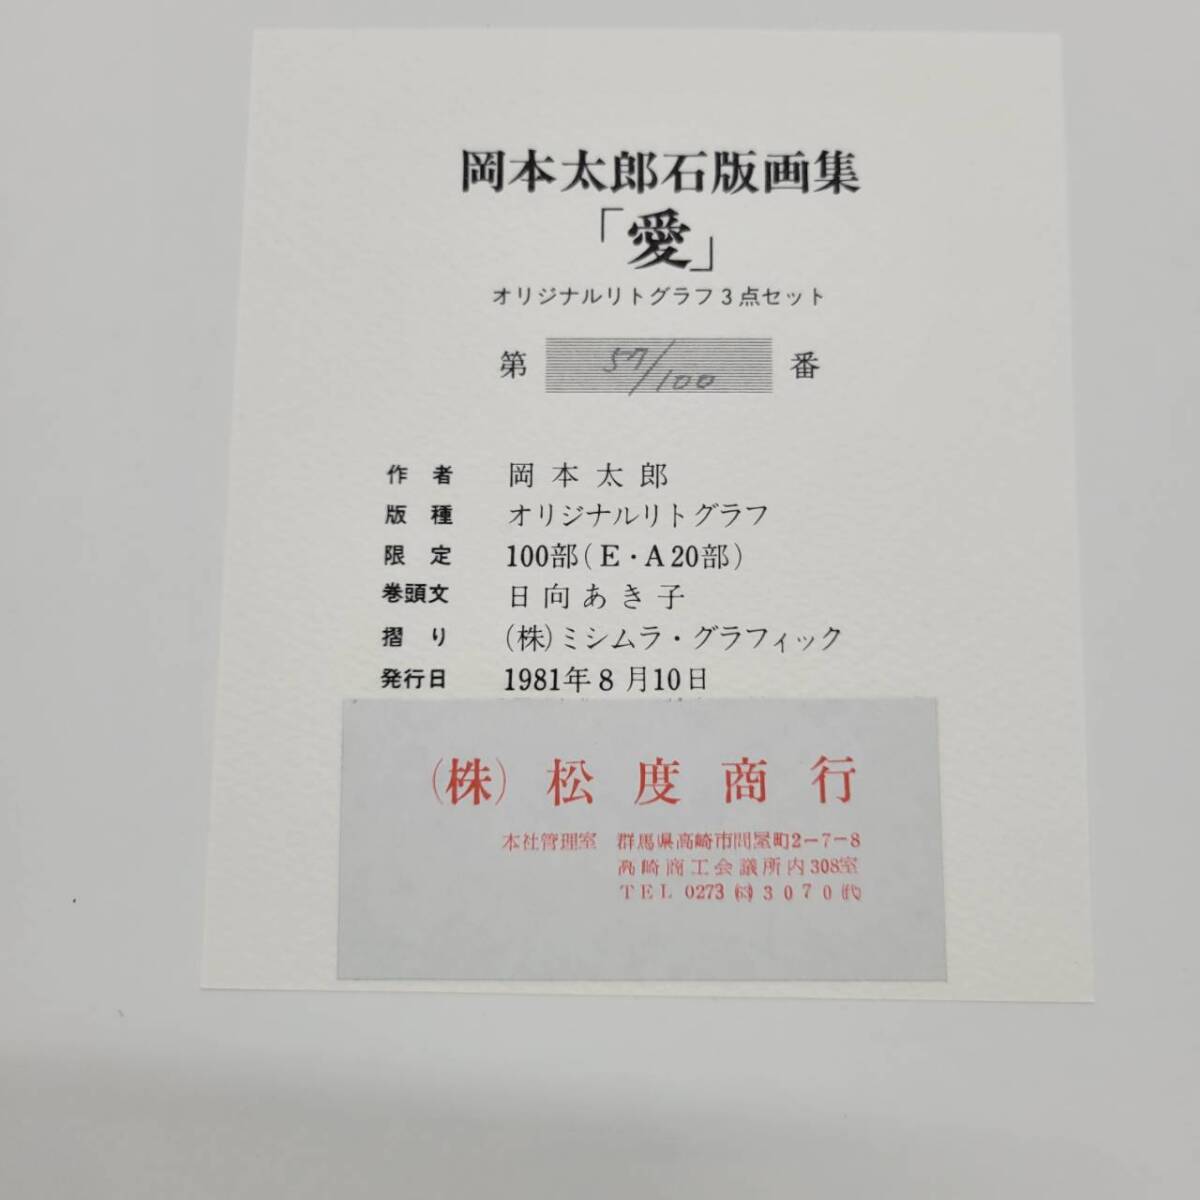 岡本太郎石版画集
「愛」
オリジナルリトグラフ3点セット
第 57/100 番
作者 岡本太郎
版種 オリジナルリトグラフ
限定 100部(E・A20部)
巻頭文 日向あき子
摺り (株)ミシムラ・グラフィック
発行日 1981年8月10日
(株)松度商行
本社管理室 群馬県高崎市問屋町2-7-8
高崎商工会議所内308室
TEL 0273(63)3070(代)